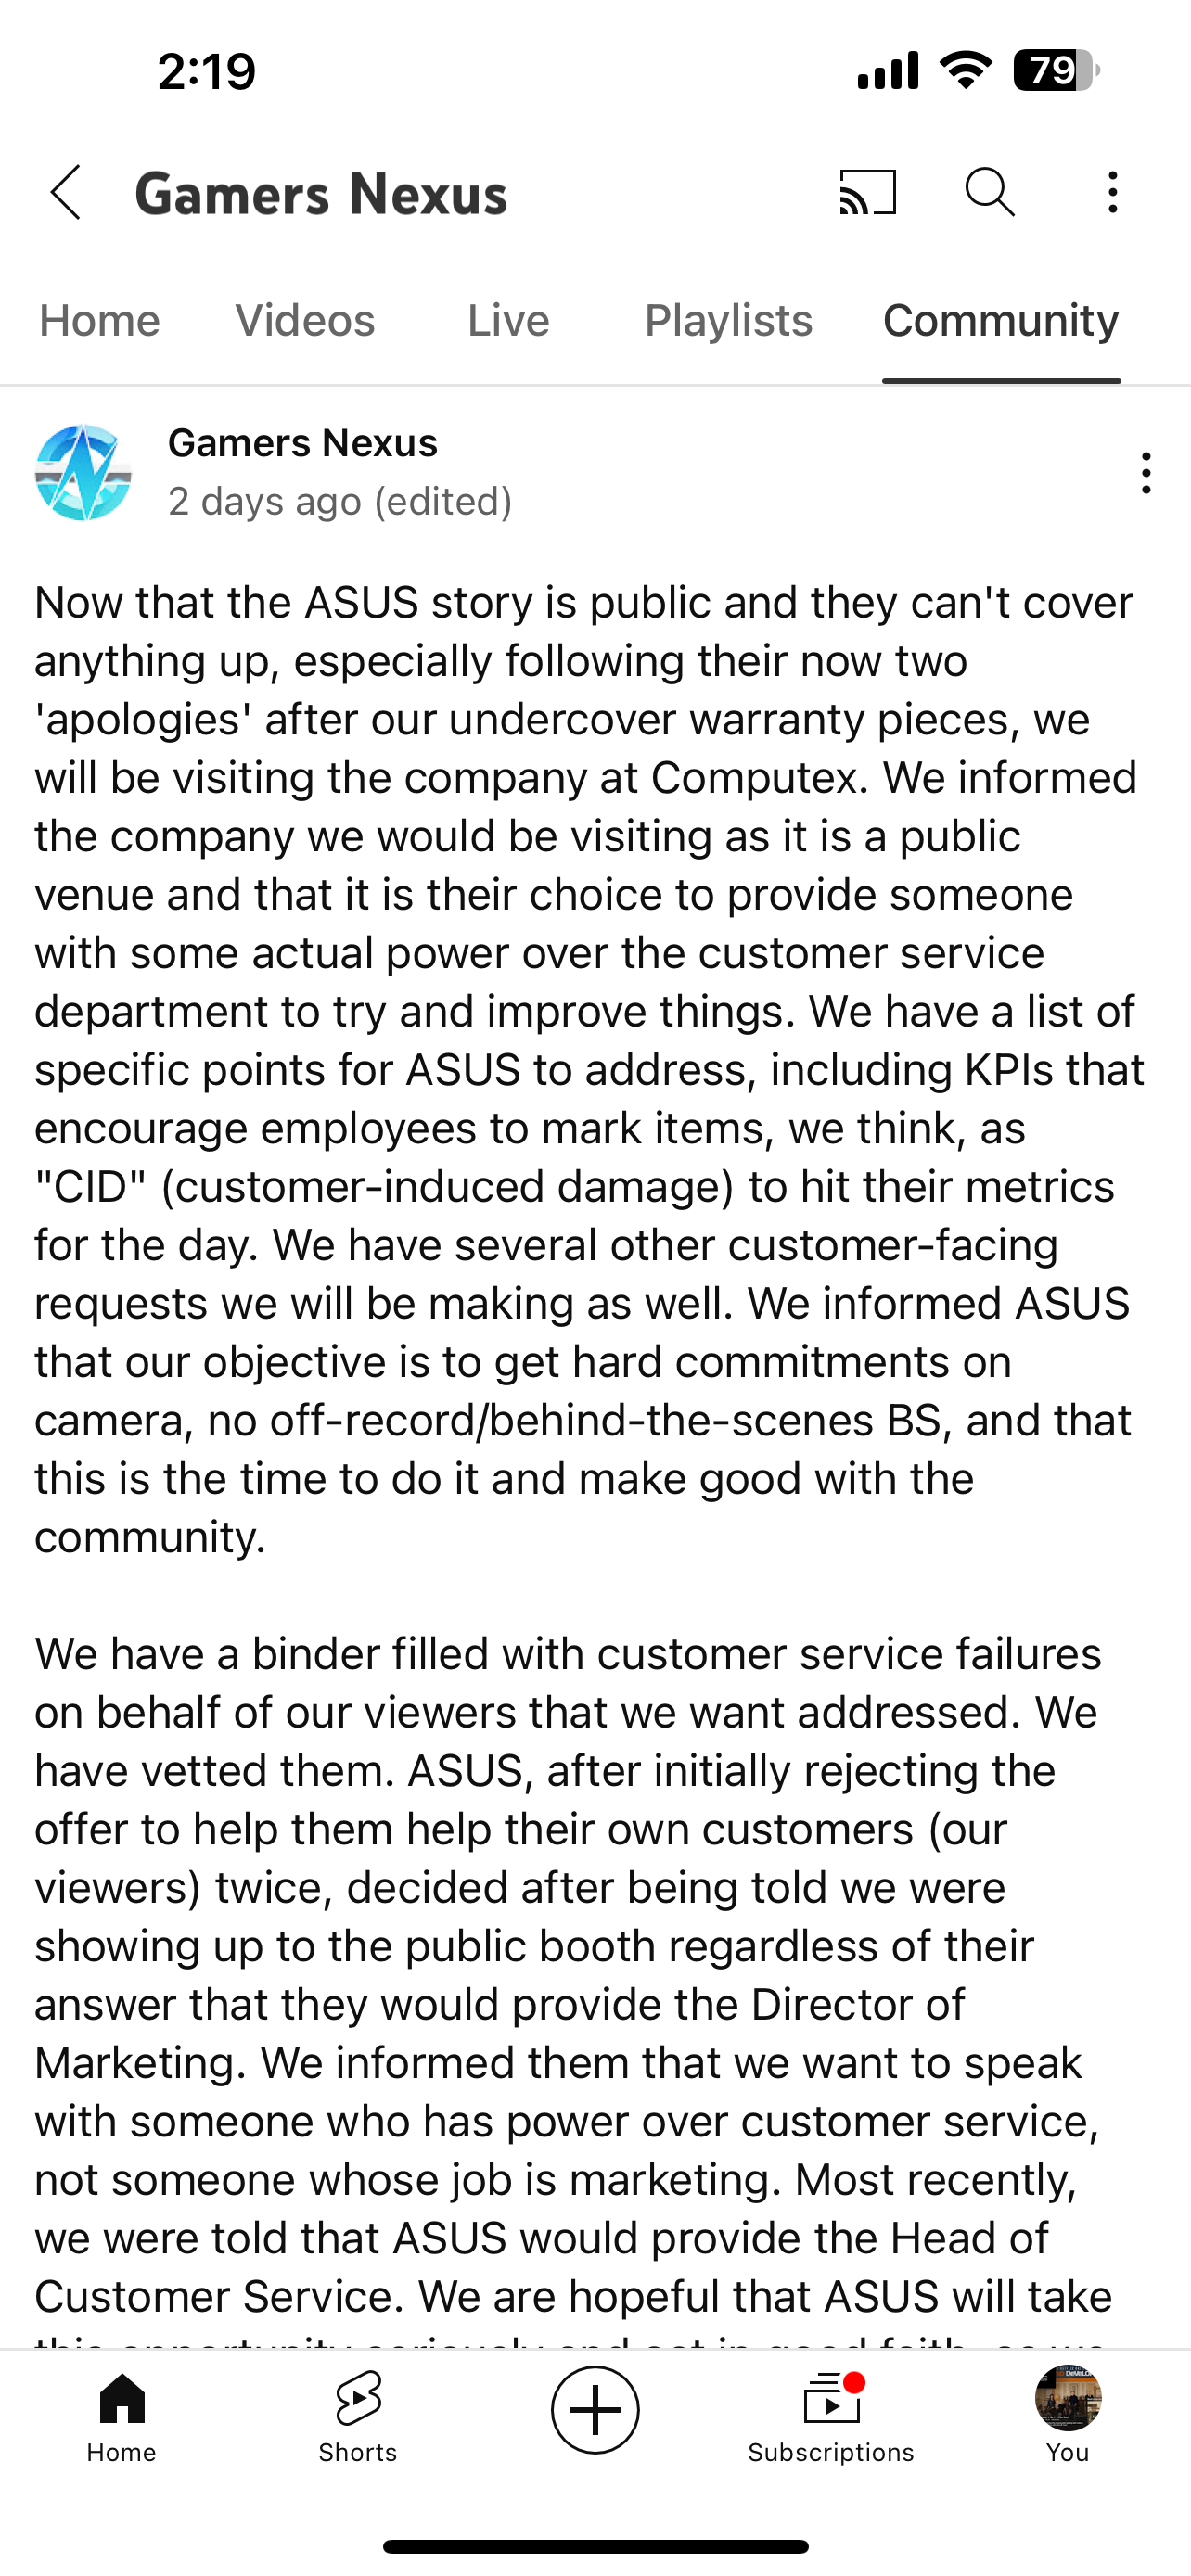 2:19
79
Gamers Nexus
Home Videos Live Playlists Community
Gamers Nexus
2 days ago (edited)
Now that the ASUS story is public and they can't cover
anything up, especially following their now two
'apologies' after our undercover warranty pieces, we
will be visiting the company at Computex. We informed
the company we would be visiting as it is a public
venue and that it is their choice to provide someone
with some actual power over the customer service
department to try and improve things. We have a list of
specific points for ASUS to address, including KPIs that
encourage employees to mark items, we think, as
"CID" (customer-induced damage) to hit their metrics
for the day. We have several other customer-facing
requests we will be making as well. We informed ASUS
that our objective is to get hard commitments on
camera, no off-record/behind-the-scenes BS, and that
this is the time to do it and make good with the
community.
We have a binder filled with customer service failures
on behalf of our viewers that we want addressed. We
have vetted them. ASUS, after initially rejecting the
offer to help them help their own customers (our
viewers) twice, decided after being told we were
showing up to the public booth regardless of their
answer that they would provide the Director of
Marketing. We informed them that we want to speak
with someone who has power over customer service,
not someone whose job is marketing. Most recently,
we were told that ASUS would provide the Head of
Customer Service. We are hopeful that ASUS will take
this opportunity seriously and act in good faith, so we
Home Shorts Subscriptions You